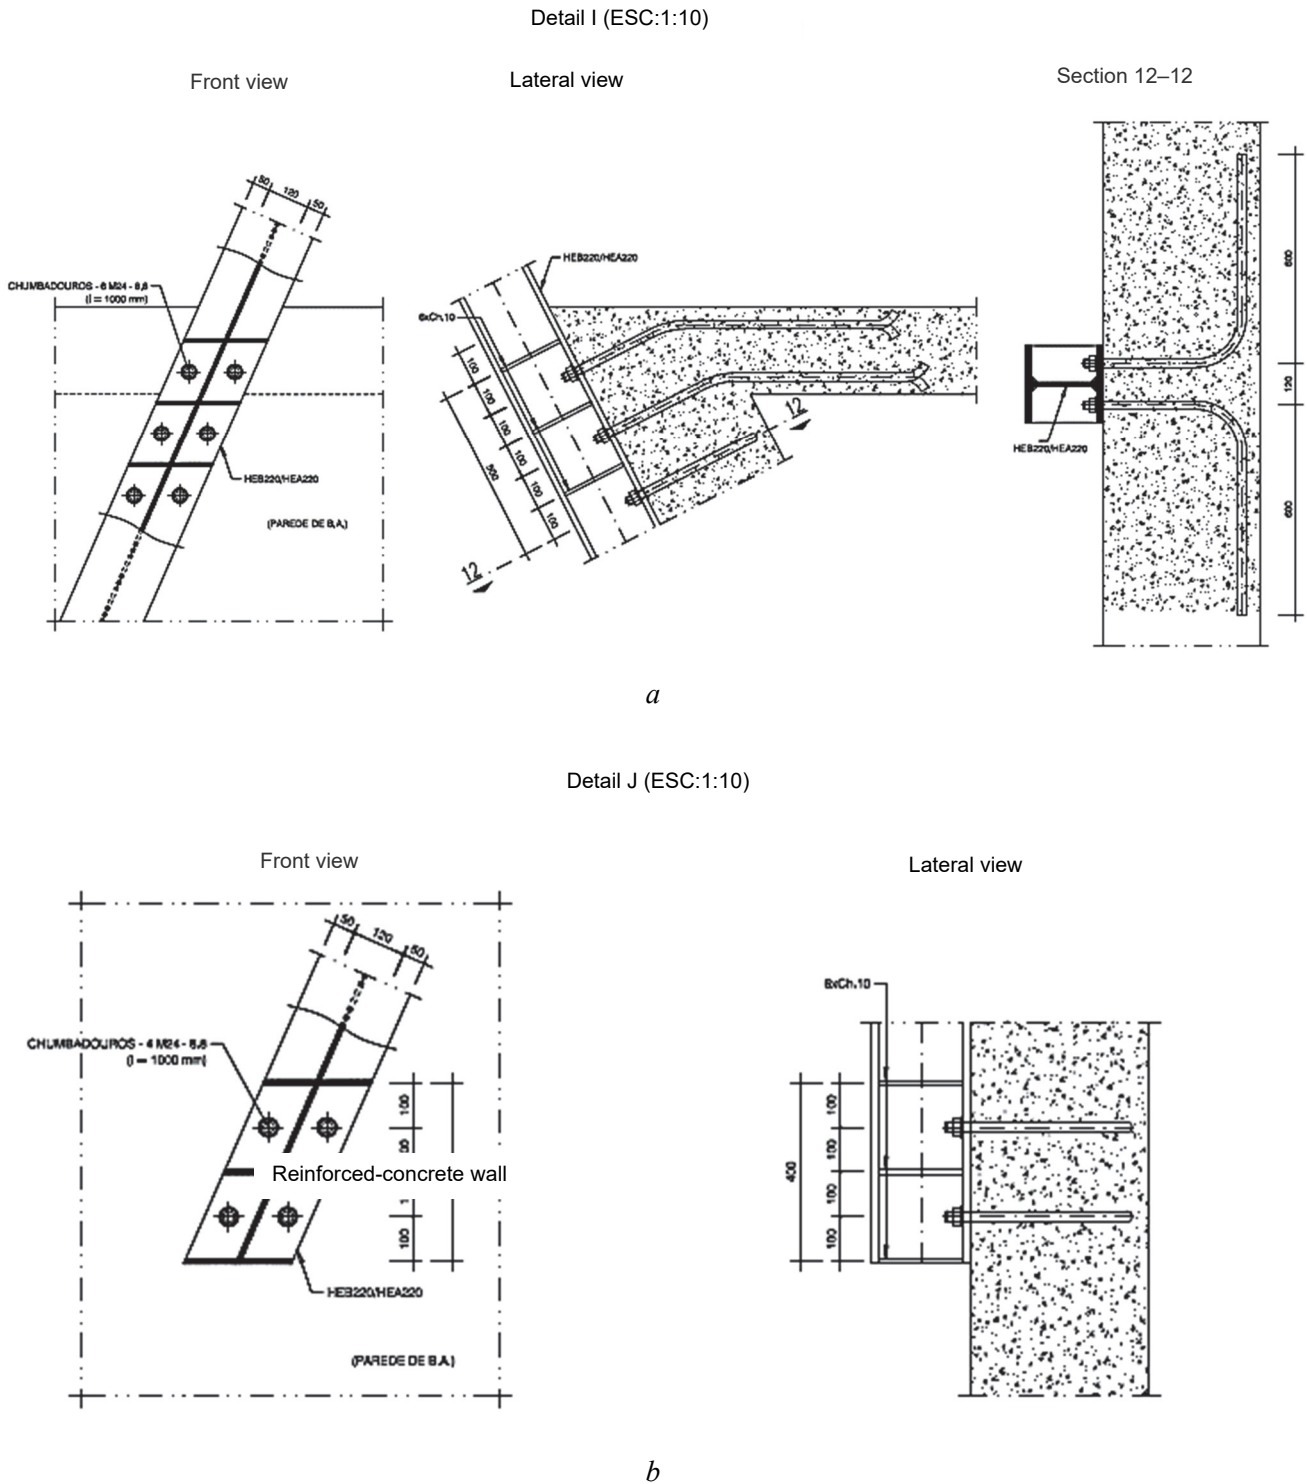 Detail I (ESC:1:10)
Front view
Lateral view
Section 12–12
50 120 50
CHUMBADOUROS - 6 M24 - 8,8
(l = 1000 mm)
HEB220/HEA220
(PAREDE DE B.A.)
HEB220/HEA220
6xCh.10
100
100
100
100
100
100
500
12
12
HEB220/HEA220
600
120
600
a
Detail J (ESC:1:10)
Front view
Lateral view
50 120 50
CHUMBADOUROS - 4 M24 - 8.8
(l = 1000 mm)
100
100
Reinforced-concrete wall
HEB220/HEA220
(PAREDE DE B.A.)
100
100
100
100
400
b